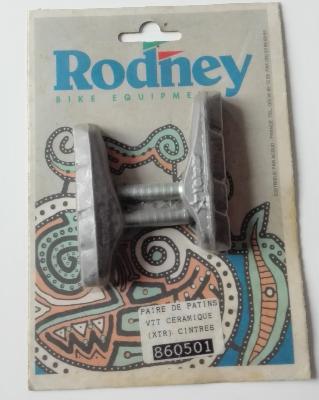 Rodney
BIKE EQUIPME
PAIRE DE PATINS
VTT CERAMIQUE
(XTR) CINTRES
860501